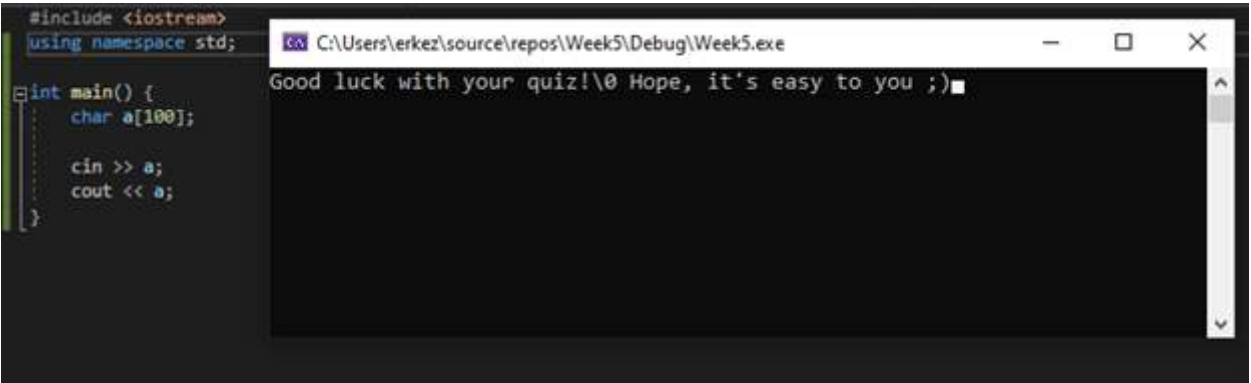 #include <iostream>
using namespace std;
int main() {
char a[100];
cin >> a;
cout << a;
}
C:\Users\erkez\source\repos\Week5\Debug\Week5.exe
Good luck with your quiz!\0 Hope, it's easy to you ;)